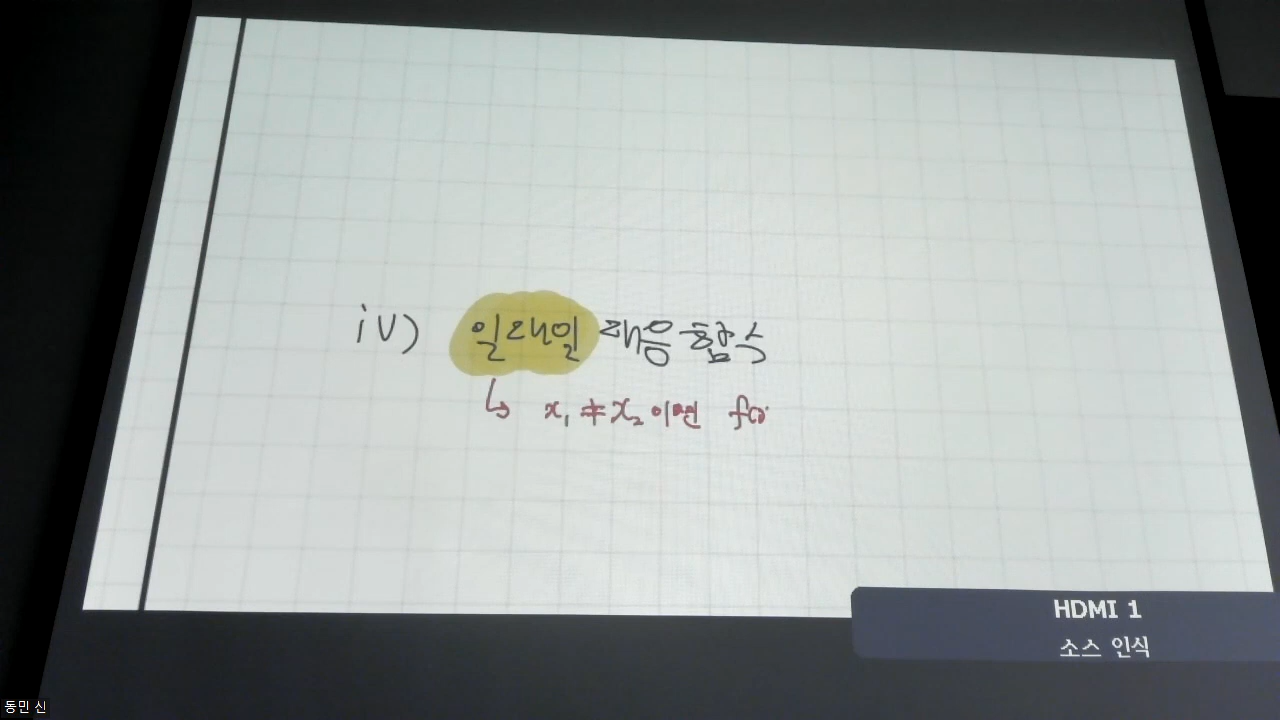 iv) 일대일 대응 함수
↳ x₁ ≠ x₂ 이면 f(x
HDMI 1
소스 인식
동민 신